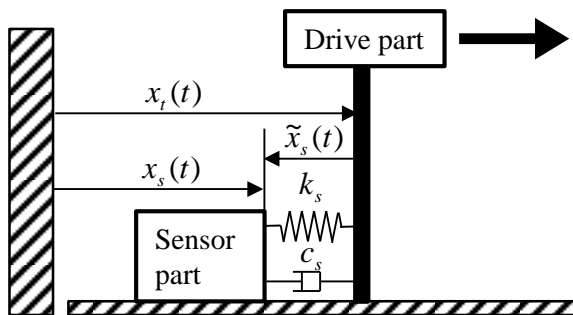 Drive part
x_t(t)
x̃_s(t)
x_s(t)
k_s
Sensor
part
c_s